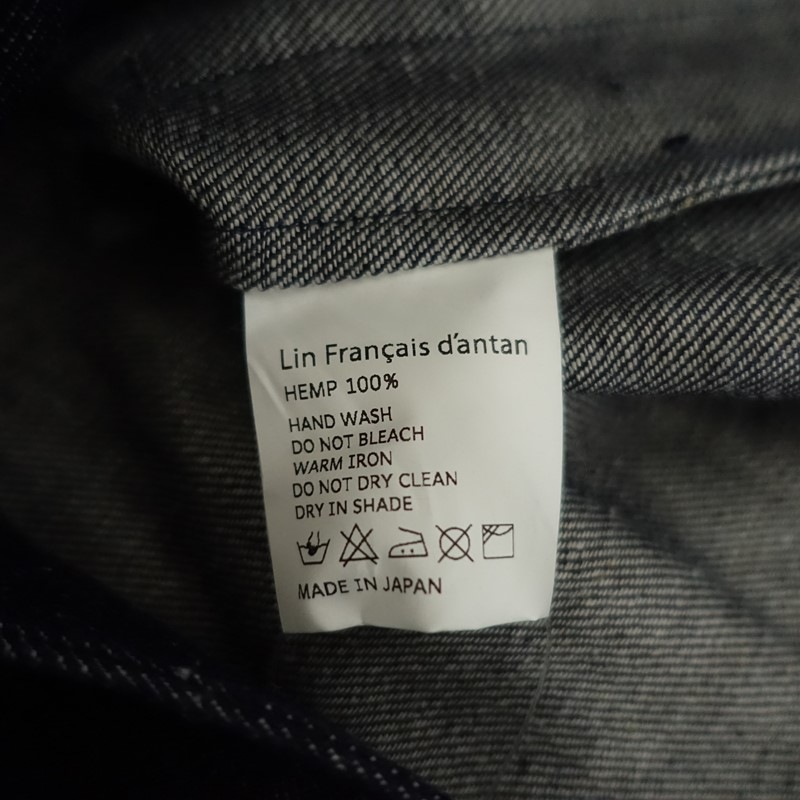 Lin Français d'antan
HEMP 100%
HAND WASH
DO NOT BLEACH
WARM IRON
DO NOT DRY CLEAN
DRY IN SHADE
MADE IN JAPAN